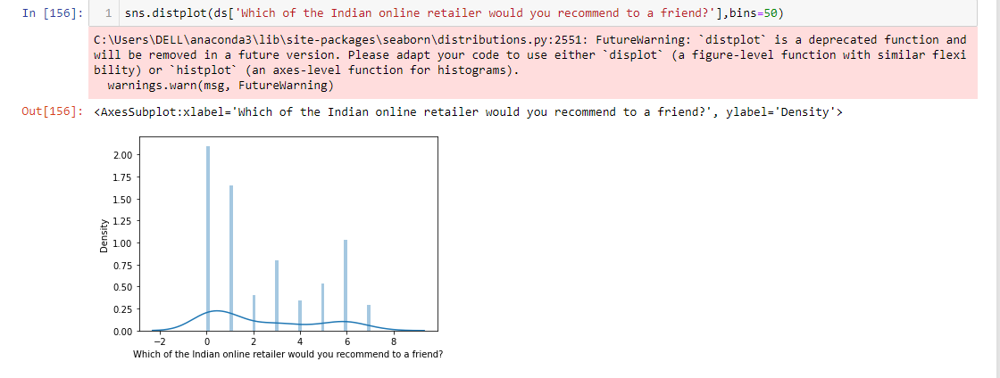 In [156]: 1 sns.distplot(ds['Which of the Indian online retailer would you recommend to a friend?'],bins=50)
C:\Users\DELL\anaconda3\lib\site-packages\seaborn\distributions.py:2551: FutureWarning: `distplot` is a deprecated function and
will be removed in a future version. Please adapt your code to use either `displot` (a figure-level function with similar flexi
bility) or `histplot` (an axes-level function for histograms).
warnings.warn(msg, FutureWarning)
Out[156]: <AxesSubplot:xlabel='Which of the Indian online retailer would you recommend to a friend?', ylabel='Density'>
2.00
1.75
1.50
1.25
1.00
0.75
0.50
0.25
0.00
Density
−2 0 2 4 6 8
Which of the Indian online retailer would you recommend to a friend?